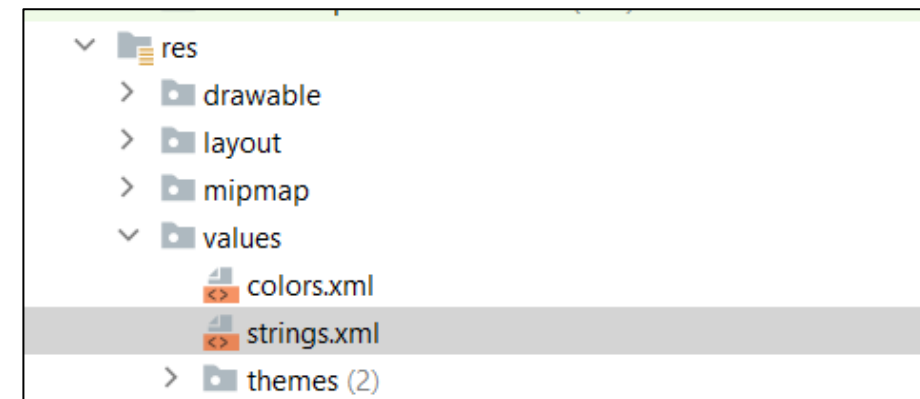 res
drawable
layout
mipmap
values
colors.xml
strings.xml
themes (2)